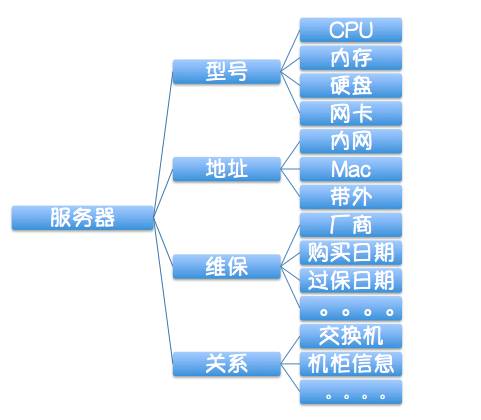 服务器
型号
CPU
内存
硬盘
网卡
地址
内网
Mac
带外
维保
厂商
购买日期
过保日期
。。。。
关系
交换机
机柜信息
。。。。